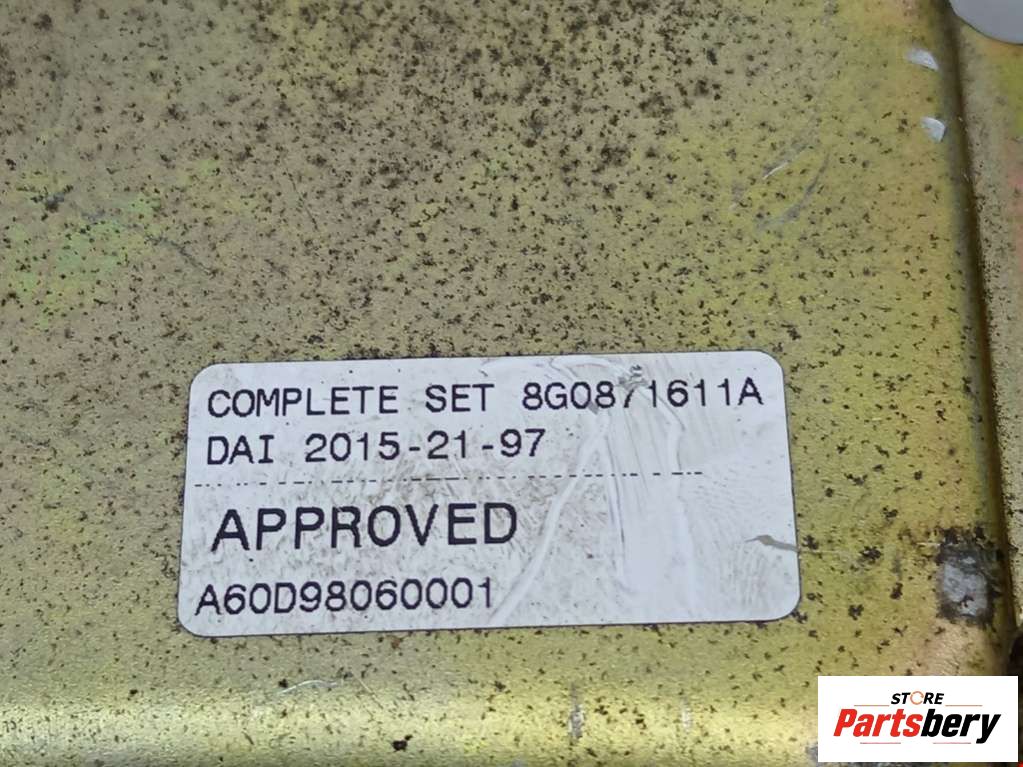 COMPLETE SET 8G0871611A
DAI 2015-21-97
APPROVED
A60D98060001
STORE
Partsbery